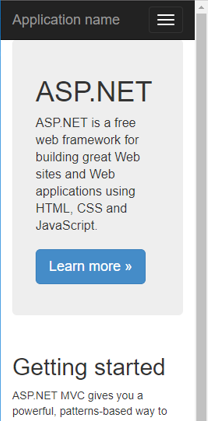 Application name
ASP.NET
ASP.NET is a free
web framework for
building great Web
sites and Web
applications using
HTML, CSS and
JavaScript.
Learn more »
Getting started
ASP.NET MVC gives you a
powerful, patterns-based way to